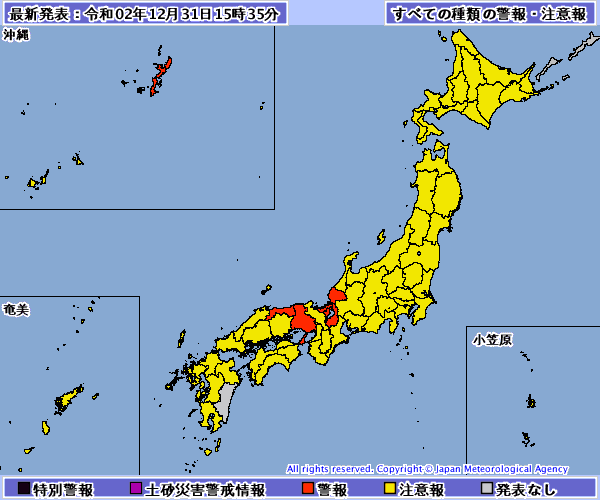 最新発表：令和02年12月31日15時35分
すべての種類の警報・注意報
沖縄
奄美
小笠原
All rights reserved. Copyright © Japan Meteorological Agency
特別警報
土砂災害警戒情報
警報
注意報
発表なし